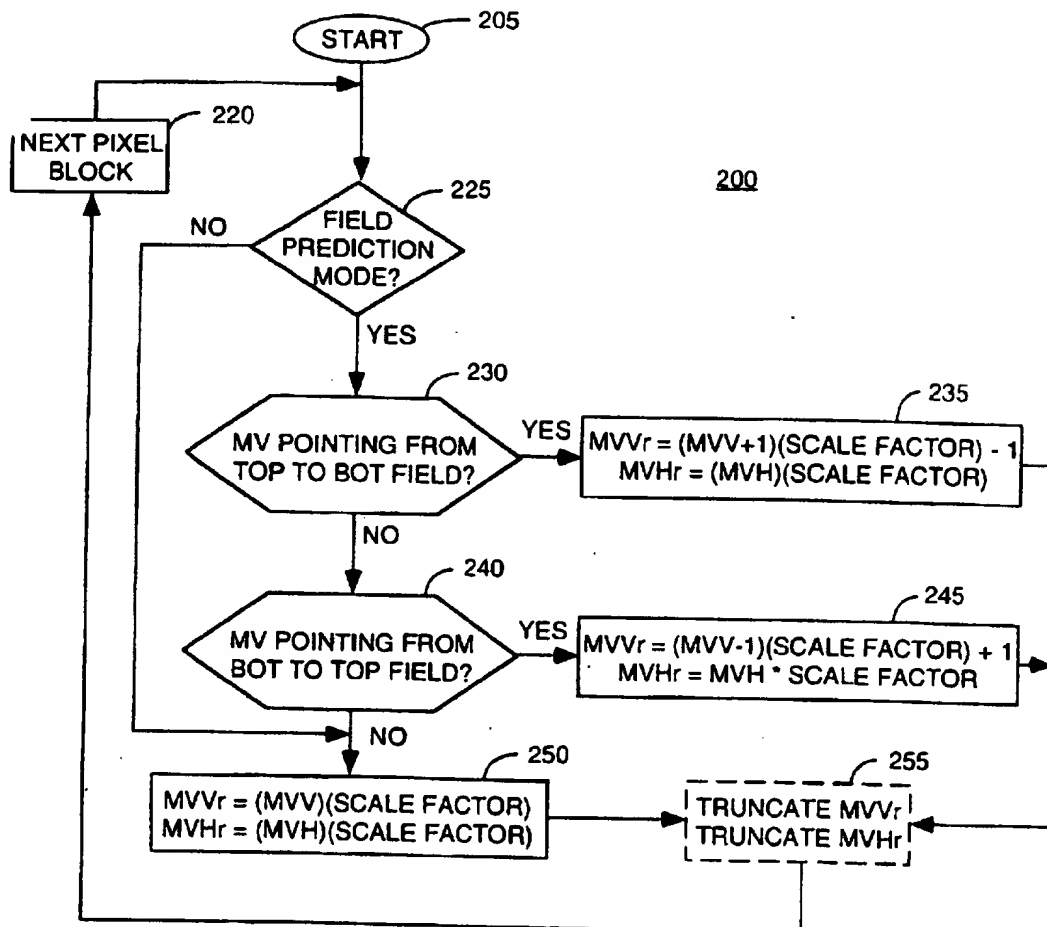 START
205
NEXT PIXEL
BLOCK
220
200
FIELD
PREDICTION
MODE?
225
NO
YES
230
MV POINTING FROM
TOP TO BOT FIELD?
YES
235
MVVr = (MVV+1)(SCALE FACTOR) - 1
MVHr = (MVH)(SCALE FACTOR)
NO
240
MV POINTING FROM
BOT TO TOP FIELD?
YES
245
MVVr = (MVV-1)(SCALE FACTOR) + 1
MVHr = MVH * SCALE FACTOR
NO
250
MVVr = (MVV)(SCALE FACTOR)
MVHr = (MVH)(SCALE FACTOR)
255
TRUNCATE MVVr
TRUNCATE MVHr